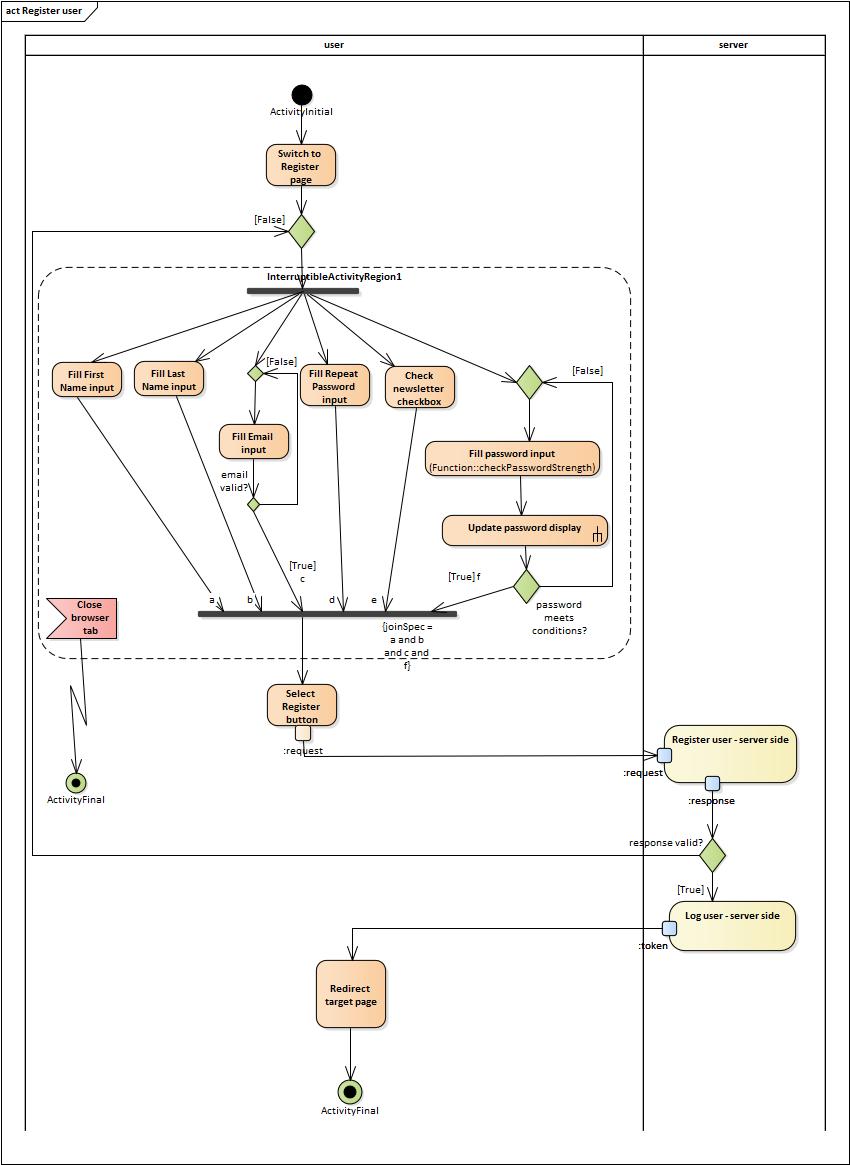 act Register user
user
server
ActivityInitial
Switch to
Register
page
[False]
InterruptibleActivityRegion1
Fill First
Name input
Fill Last
Name input
[False]
Fill Repeat
Password
input
Check
newsletter
checkbox
[False]
Fill Email
input
Fill password input
(Function::checkPasswordStrength)
email
valid?
Update password display
[True]
c
[True] f
a
b
d
e
password
meets
conditions?
Close
browser
tab
{joinSpec =
a and b
and c and
f}
Select
Register
button
:request
Register user - server side
:request
:response
ActivityFinal
response valid?
[True]
Log user - server side
:token
Redirect
target page
ActivityFinal